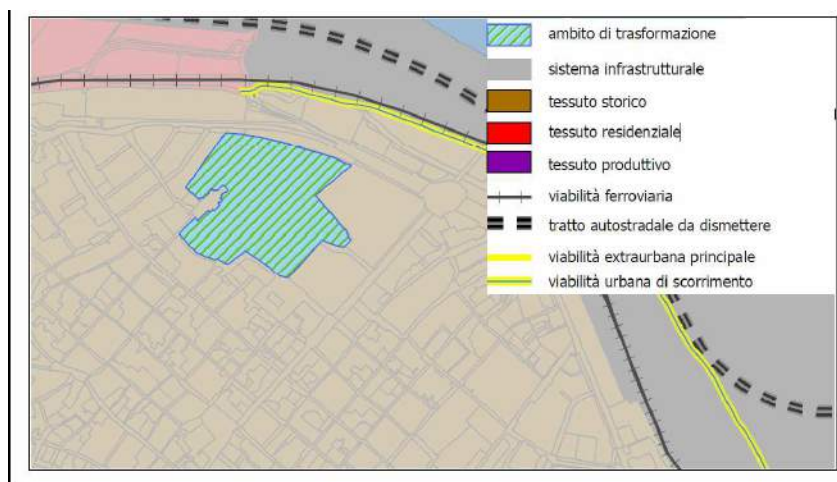 ambito di trasformazione
sistema infrastrutturale
tessuto storico
tessuto residenziale
tessuto produttivo
viabilità ferroviaria
tratto autostradale da dismettere
viabilità extraurbana principale
viabilità urbana di scorrimento